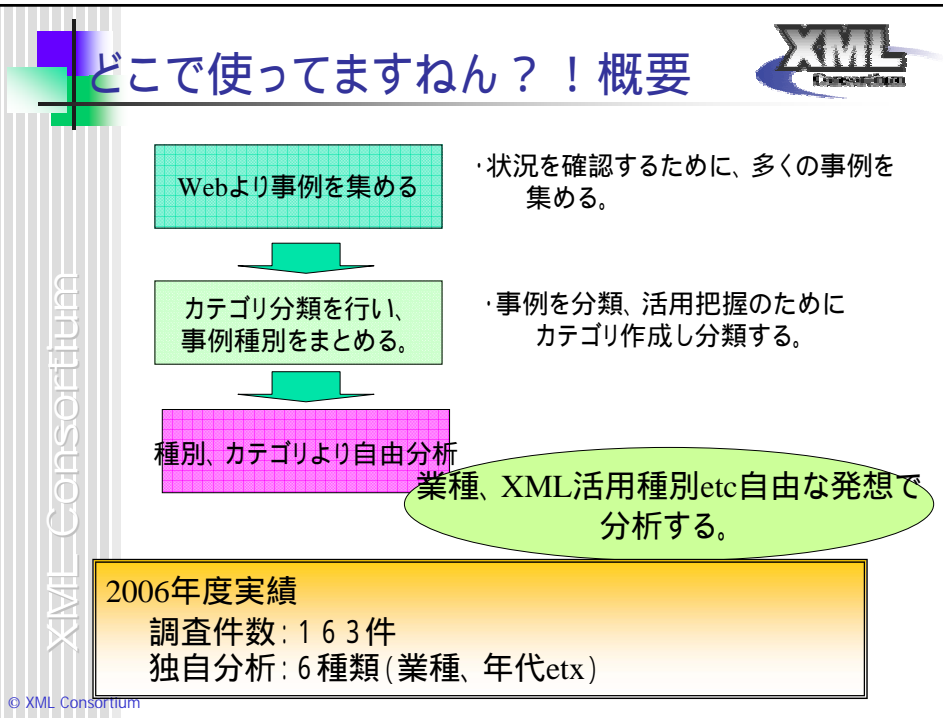 どこで使ってますねん？！概要
XML
Consortium
Webより事例を集める
・状況を確認するために、多くの事例を
集める。
カテゴリ分類を行い、
事例種別をまとめる。
・事例を分類、活用把握のために
カテゴリ作成し分類する。
種別、カテゴリより自由分析
業種、XML活用種別etc自由な発想で
分析する。
2006年度実績
調査件数：１６３件
独自分析：６種類（業種、年代etx）
XML Consortium
© XML Consortium